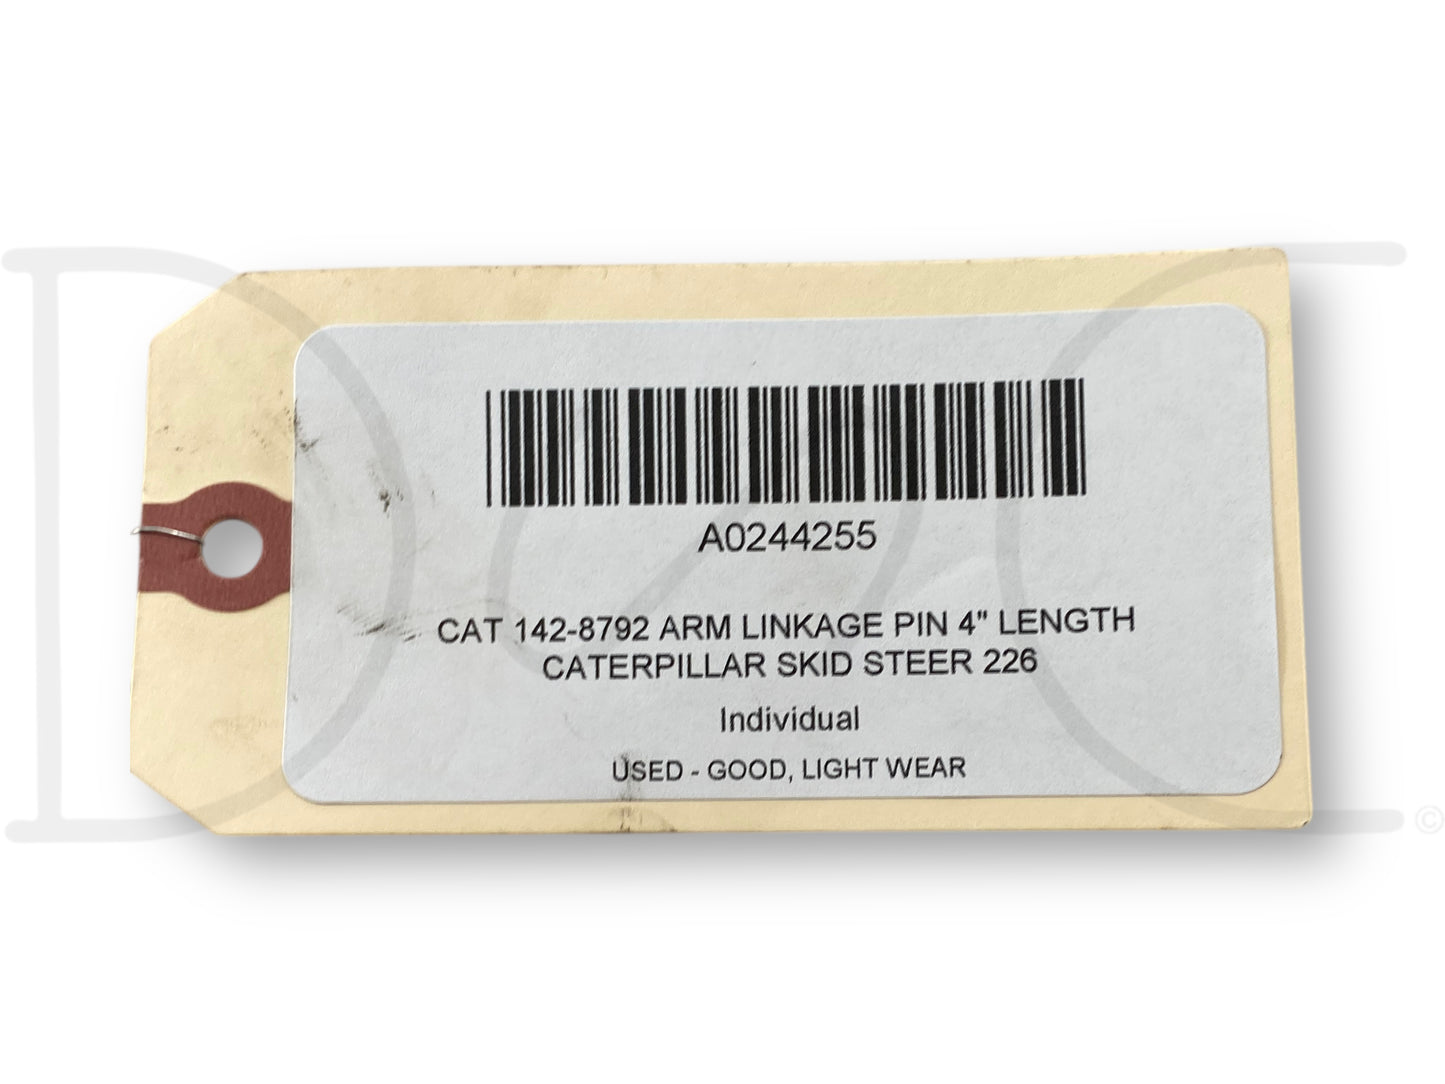 A0244255
CAT 142-8792 ARM LINKAGE PIN 4" LENGTH
CATERPILLAR SKID STEER 226
Individual
USED - GOOD, LIGHT WEAR
©